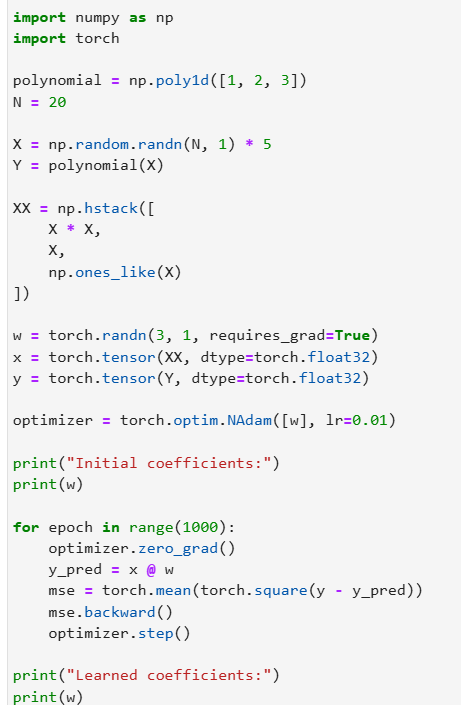 import numpy as np
import torch
polynomial = np.poly1d([1, 2, 3])
N = 20
X = np.random.randn(N, 1) * 5
Y = polynomial(X)
XX = np.hstack([
    X * X,
    X,
    np.ones_like(X)
])
w = torch.randn(3, 1, requires_grad=True)
x = torch.tensor(XX, dtype=torch.float32)
y = torch.tensor(Y, dtype=torch.float32)
optimizer = torch.optim.NAdam([w], lr=0.01)
print("Initial coefficients:")
print(w)
for epoch in range(1000):
    optimizer.zero_grad()
    y_pred = x @ w
    mse = torch.mean(torch.square(y - y_pred))
    mse.backward()
    optimizer.step()
print("Learned coefficients:")
print(w)